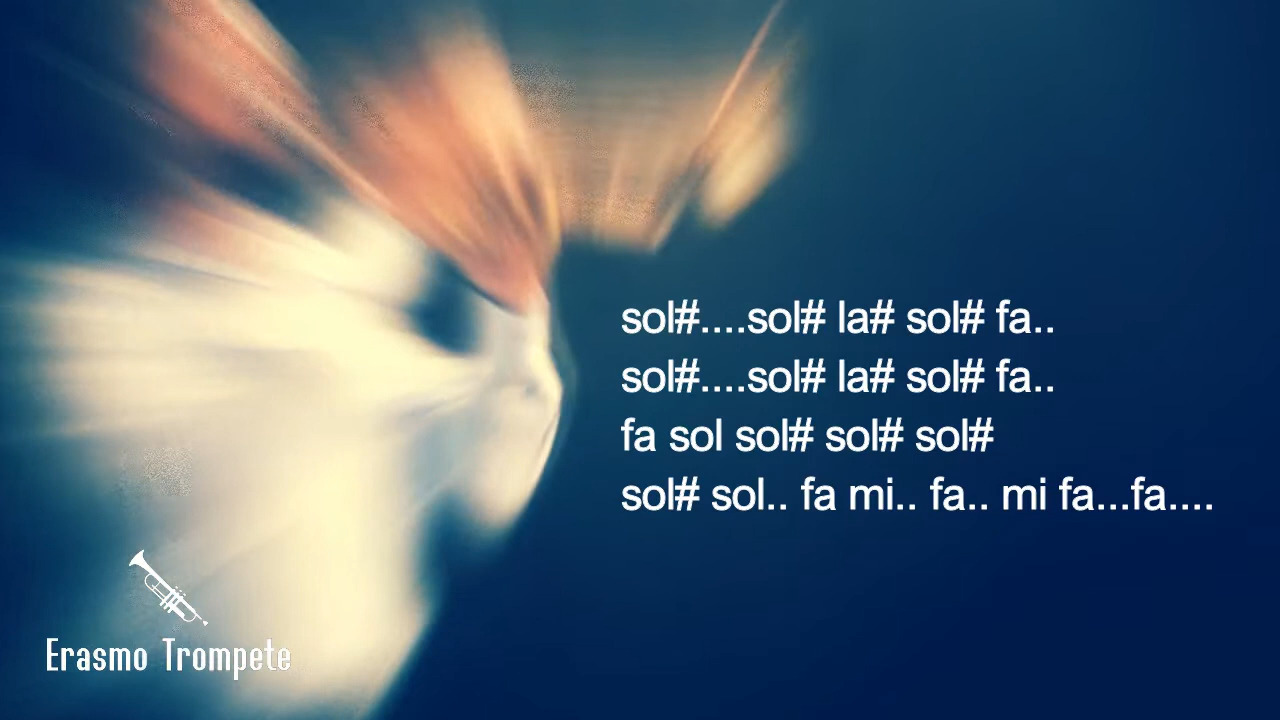 sol#....sol# la# sol# fa..
sol#....sol# la# sol# fa..
fa sol sol# sol# sol#
sol# sol.. fa mi.. fa.. mi fa...fa....
Erasmo Trompete